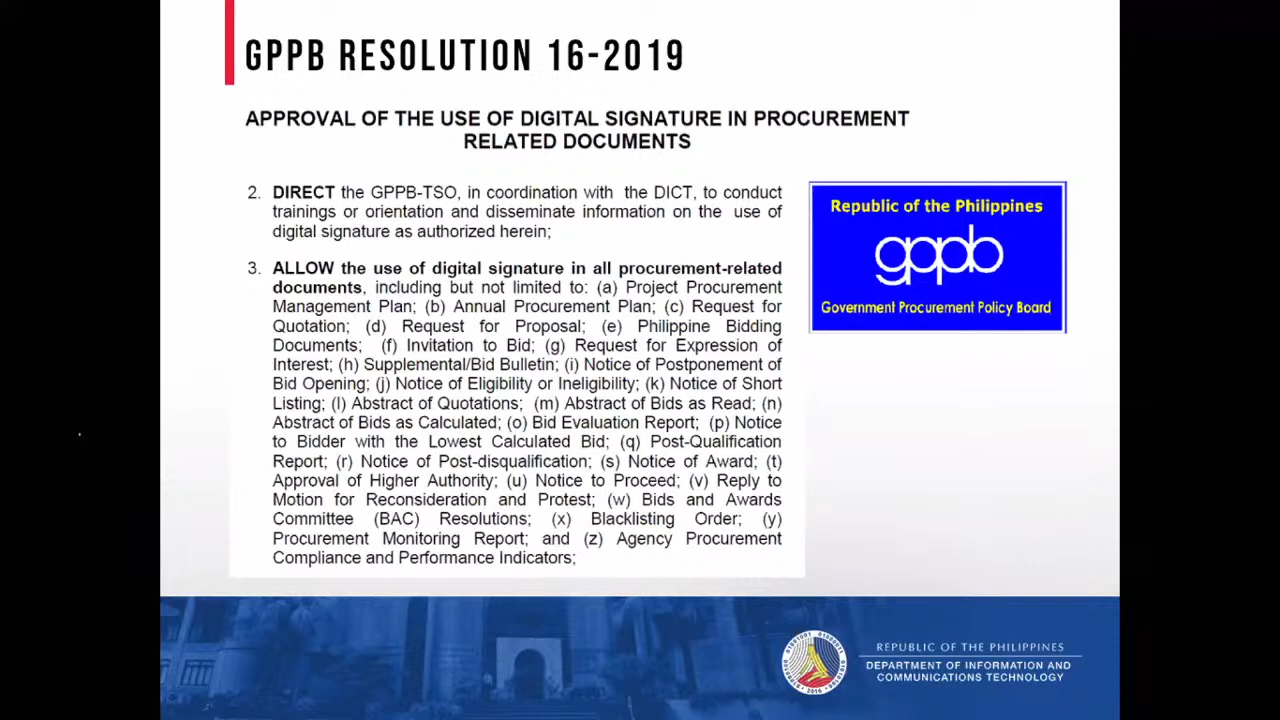 GPPB RESOLUTION 16-2019
APPROVAL OF THE USE OF DIGITAL SIGNATURE IN PROCUREMENT
RELATED DOCUMENTS
2. DIRECT the GPPB-TSO, in coordination with the DICT, to conduct
trainings or orientation and disseminate information on the use of
digital signature as authorized herein;
3. ALLOW the use of digital signature in all procurement-related
documents, including but not limited to: (a) Project Procurement
Management Plan; (b) Annual Procurement Plan; (c) Request for
Quotation; (d) Request for Proposal; (e) Philippine Bidding
Documents; (f) Invitation to Bid; (g) Request for Expression of
Interest; (h) Supplemental/Bid Bulletin; (i) Notice of Postponement of
Bid Opening; (j) Notice of Eligibility or Ineligibility; (k) Notice of Short
Listing; (l) Abstract of Quotations; (m) Abstract of Bids as Read; (n)
Abstract of Bids as Calculated; (o) Bid Evaluation Report; (p) Notice
to Bidder with the Lowest Calculated Bid; (q) Post-Qualification
Report; (r) Notice of Post-disqualification; (s) Notice of Award; (t)
Approval of Higher Authority; (u) Notice to Proceed; (v) Reply to
Motion for Reconsideration and Protest; (w) Bids and Awards
Committee (BAC) Resolutions; (x) Blacklisting Order; (y)
Procurement Monitoring Report; and (z) Agency Procurement
Compliance and Performance Indicators;
Republic of the Philippines
gppb
Government Procurement Policy Board
REPUBLIC OF THE PHILIPPINES
DEPARTMENT OF INFORMATION AND
COMMUNICATIONS TECHNOLOGY
2016